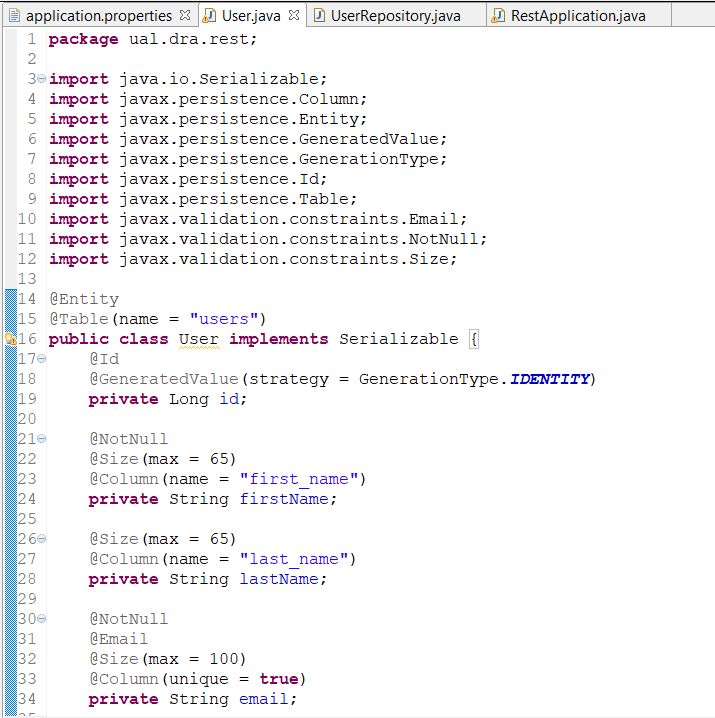 application.properties User.java UserRepository.java RestApplication.java
1 package ual.dra.rest;
2
3 import java.io.Serializable;
4 import javax.persistence.Column;
5 import javax.persistence.Entity;
6 import javax.persistence.GeneratedValue;
7 import javax.persistence.GenerationType;
8 import javax.persistence.Id;
9 import javax.persistence.Table;
10 import javax.validation.constraints.Email;
11 import javax.validation.constraints.NotNull;
12 import javax.validation.constraints.Size;
13
14 @Entity
15 @Table(name = "users")
16 public class User implements Serializable {
17     @Id
18     @GeneratedValue(strategy = GenerationType.IDENTITY)
19     private Long id;
20
21     @NotNull
22     @Size(max = 65)
23     @Column(name = "first_name")
24     private String firstName;
25
26     @Size(max = 65)
27     @Column(name = "last_name")
28     private String lastName;
29
30     @NotNull
31     @Email
32     @Size(max = 100)
33     @Column(unique = true)
34     private String email;